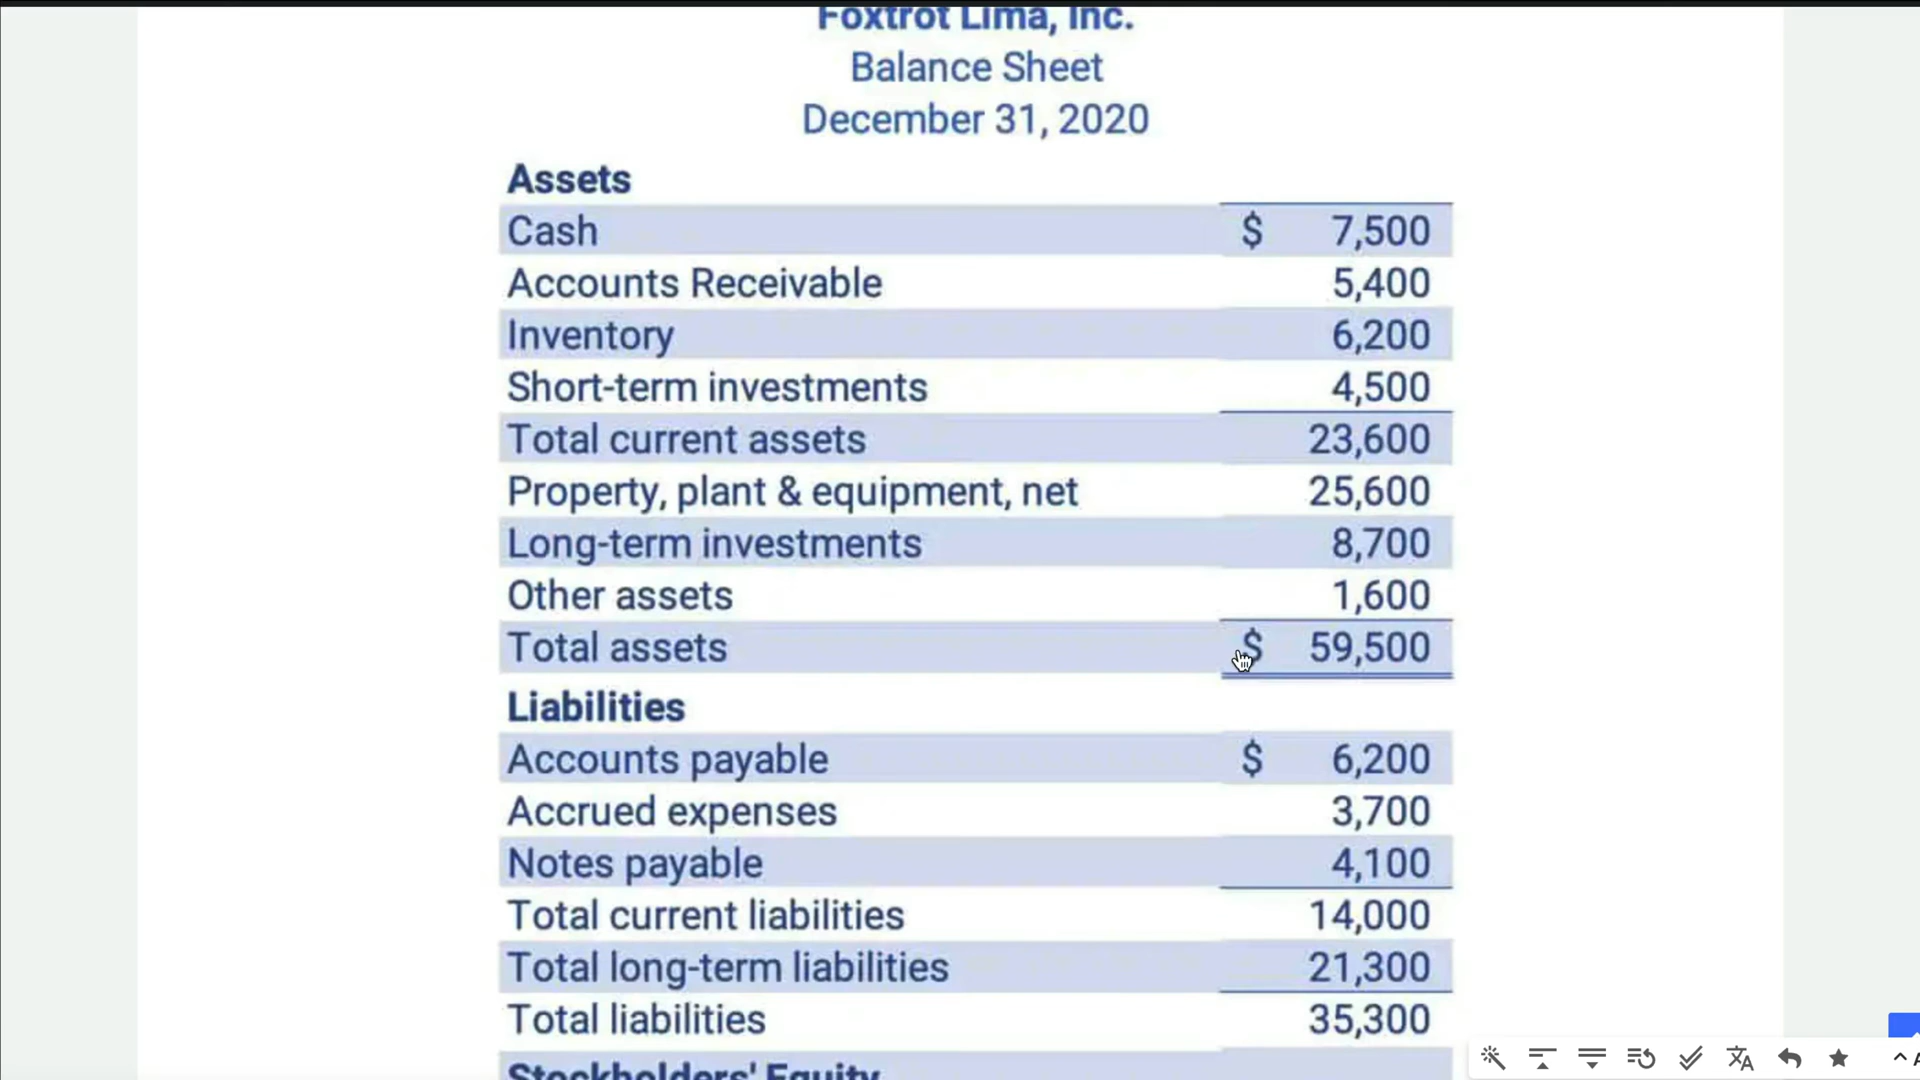 Foxtrot Lima, Inc.
Balance Sheet
December 31, 2020
Assets
Cash $ 7,500
Accounts Receivable 5,400
Inventory 6,200
Short-term investments 4,500
Total current assets 23,600
Property, plant & equipment, net 25,600
Long-term investments 8,700
Other assets 1,600
Total assets $ 59,500
Liabilities
Accounts payable $ 6,200
Accrued expenses 3,700
Notes payable 4,100
Total current liabilities 14,000
Total long-term liabilities 21,300
Total liabilities 35,300
Stockholders' Equity